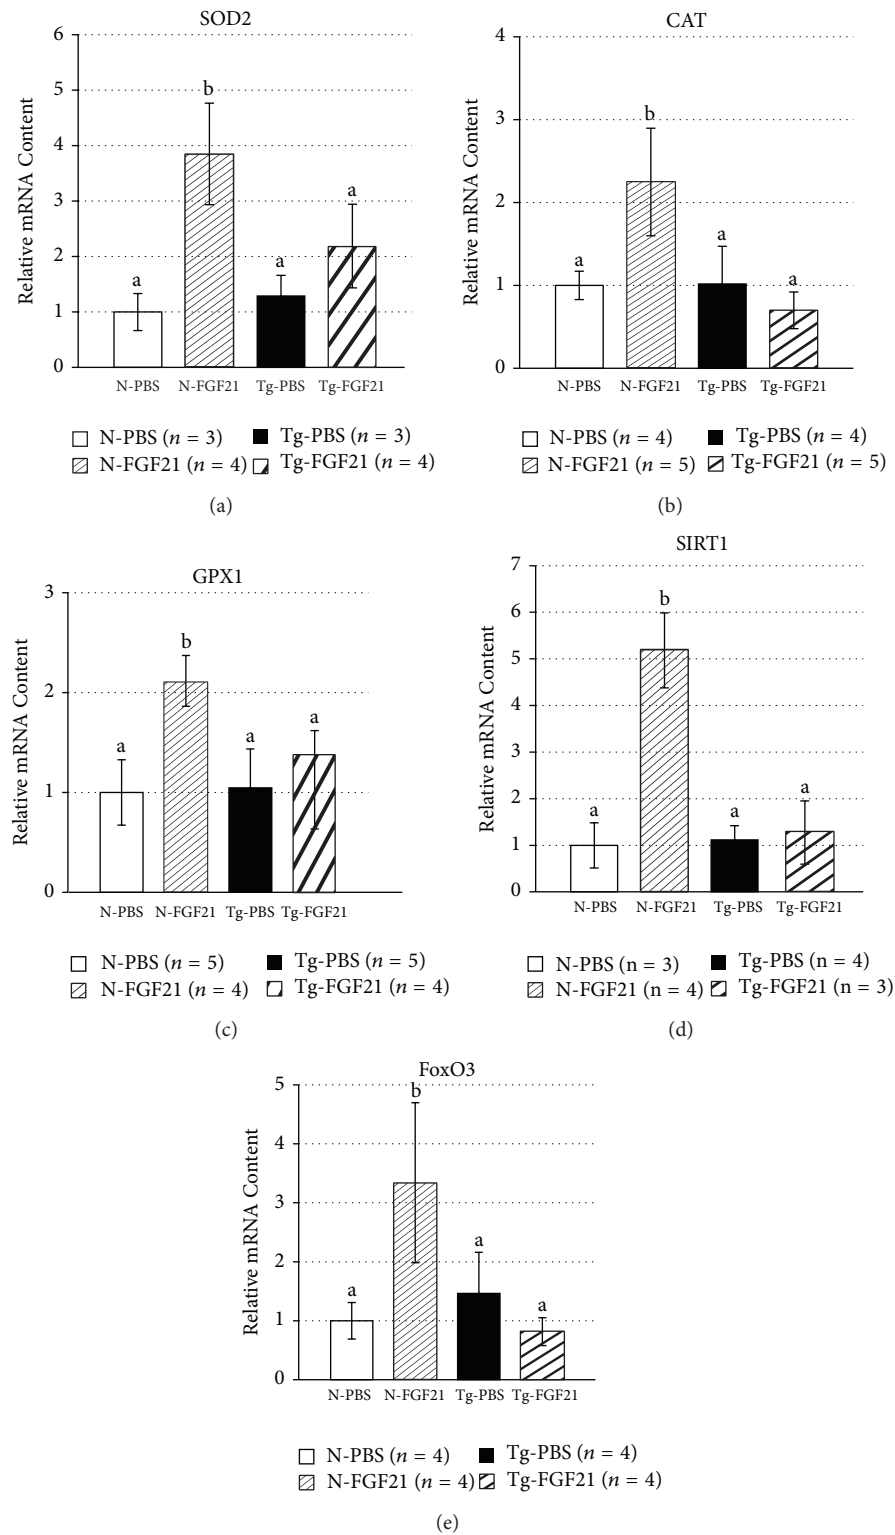 SOD2
Relative mRNA Content
6
5
4
3
2
1
0
b
a
a
a
N-PBS N-FGF21 Tg-PBS Tg-FGF21
N-PBS (n = 3) Tg-PBS (n = 3)
N-FGF21 (n = 4) Tg-FGF21 (n = 4)
(a)
CAT
Relative mRNA Content
4
3
2
1
0
a
b
a
a
N-PBS N-FGF21 Tg-PBS Tg-FGF21
N-PBS (n = 4) Tg-PBS (n = 4)
N-FGF21 (n = 5) Tg-FGF21 (n = 5)
(b)
GPX1
Relative mRNA Content
3
2
1
0
a
b
a
a
N-PBS N-FGF21 Tg-PBS Tg-FGF21
N-PBS (n = 5) Tg-PBS (n = 5)
N-FGF21 (n = 4) Tg-FGF21 (n = 4)
(c)
SIRT1
Relative mRNA Content
7
6
5
4
3
2
1
0
a
b
a
a
N-PBS N-FGF21 Tg-PBS Tg-FGF21
N-PBS (n = 3) Tg-PBS (n = 4)
N-FGF21 (n = 4) Tg-FGF21 (n = 3)
(d)
FoxO3
Relative mRNA Content
5
4
3
2
1
0
a
b
a
a
N-PBS N-FGF21 Tg-PBS Tg-FGF21
N-PBS (n = 4) Tg-PBS (n = 4)
N-FGF21 (n = 4) Tg-FGF21 (n = 4)
(e)